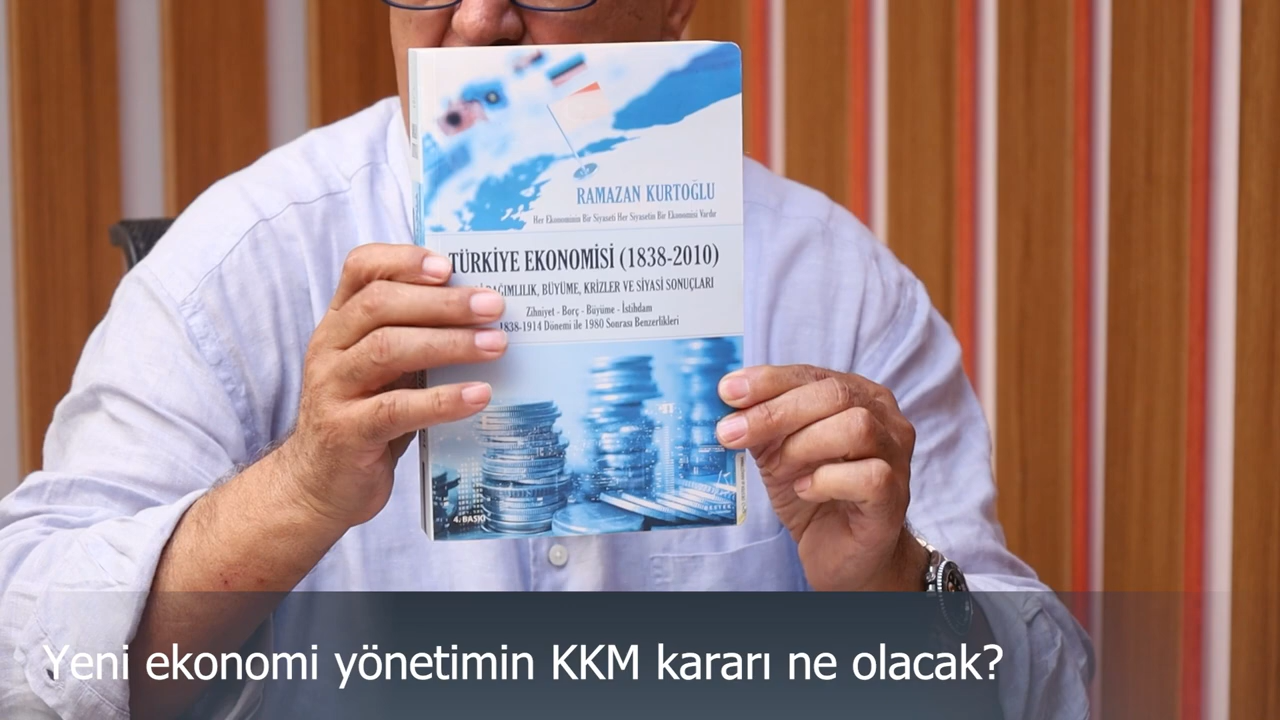 RAMAZAN KURTOĞLU
Her Ekonominin Bir Siyaseti Her Siyasetin Bir Ekonomisi Vardır
TÜRKİYE EKONOMİSİ (1838-2010)
BAĞIMLILIK, BÜYÜME, KRİZLER VE SİYASİ SONUÇLARI
Zihniyet - Borç - Büyüme - İstihdam
1838-1914 Dönemi ile 1980 Sonrası Benzerlikleri
4. BASKI
Yeni ekonomi yönetimin KKM kararı ne olacak?